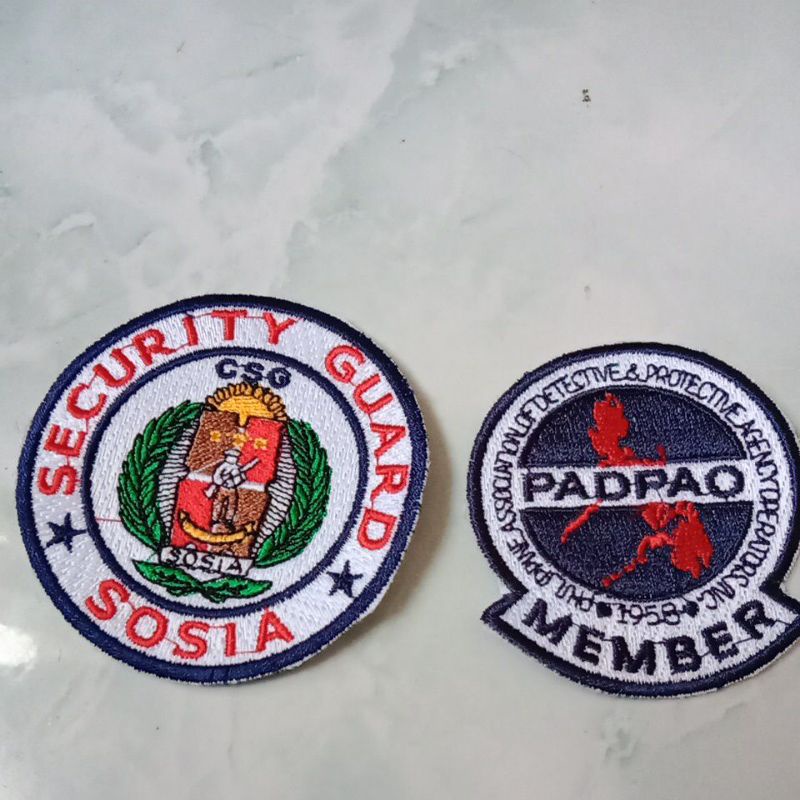 SECURITY GUARD
CSG
SOSIA
SOSIA
PHILIPPINE ASSOCIATION OF DETECTIVE & PROTECTIVE AGENCY OPERATORS, INC.
PADPAO
1958
MEMBER